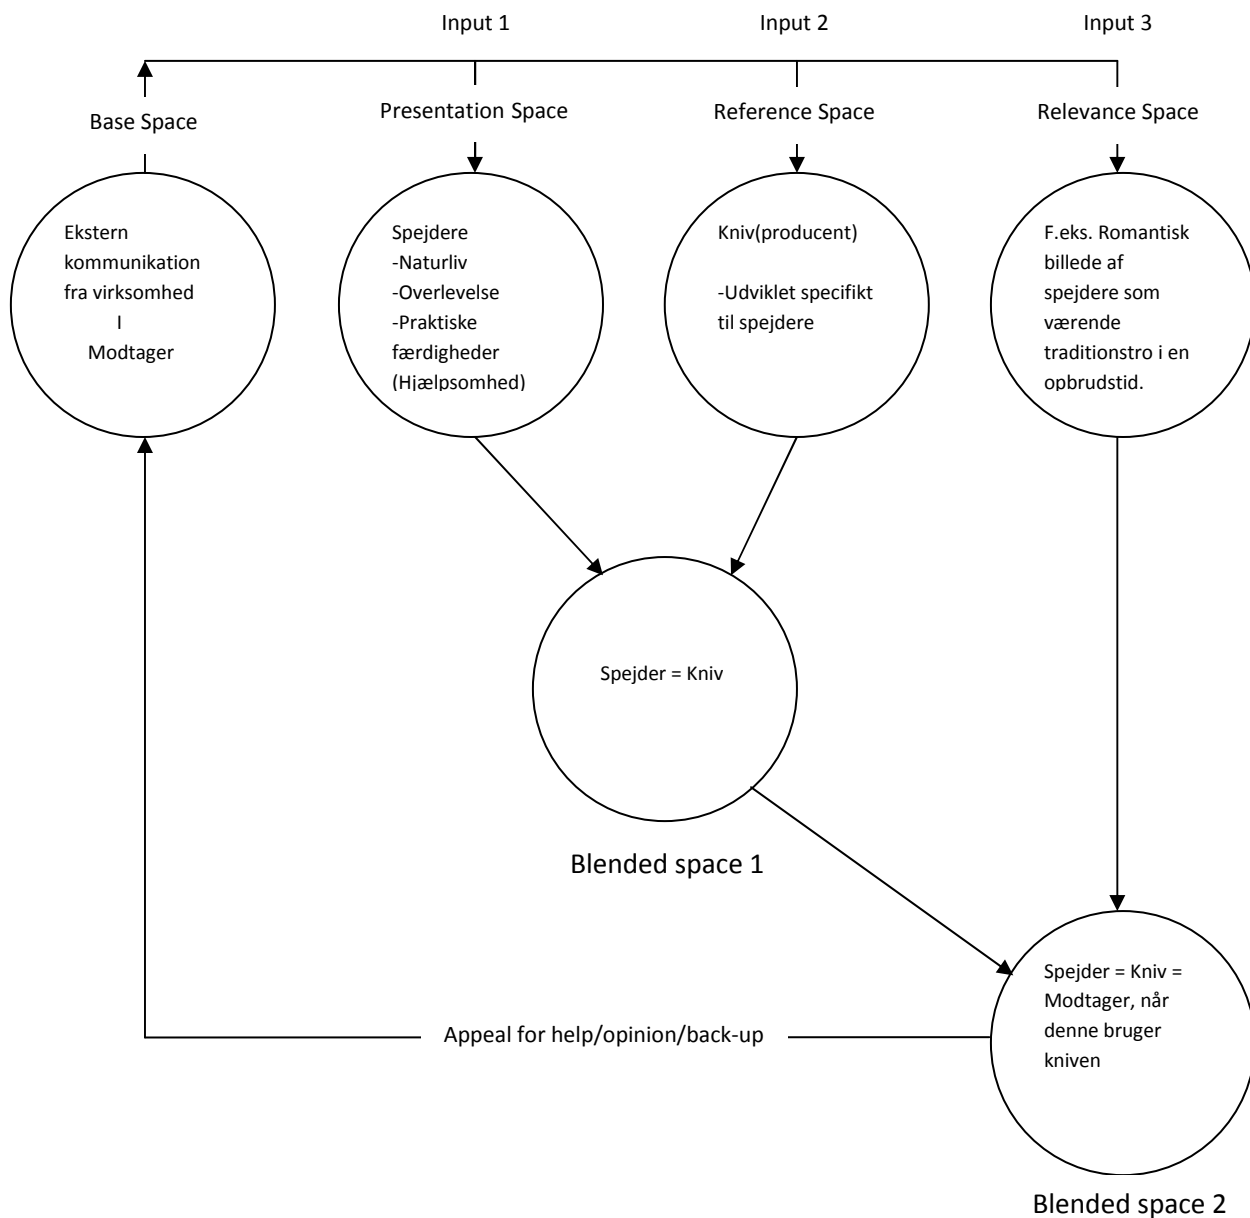 Input 1
Input 2
Input 3
Base Space
Presentation Space
Reference Space
Relevance Space
Ekstern
kommunikation
fra virksomhed
I
Modtager
Spejdere
-Naturliv
-Overlevelse
-Praktiske
færdigheder
(Hjælpsomhed)
Kniv(producent)
-Udviklet specifikt
til spejdere
F.eks. Romantisk
billede af
spejdere som
værende
traditionstro i en
opbrudstid.
Spejder = Kniv
Blended space 1
Spejder = Kniv =
Modtager, når
denne bruger
kniven
Appeal for help/opinion/back-up
Blended space 2